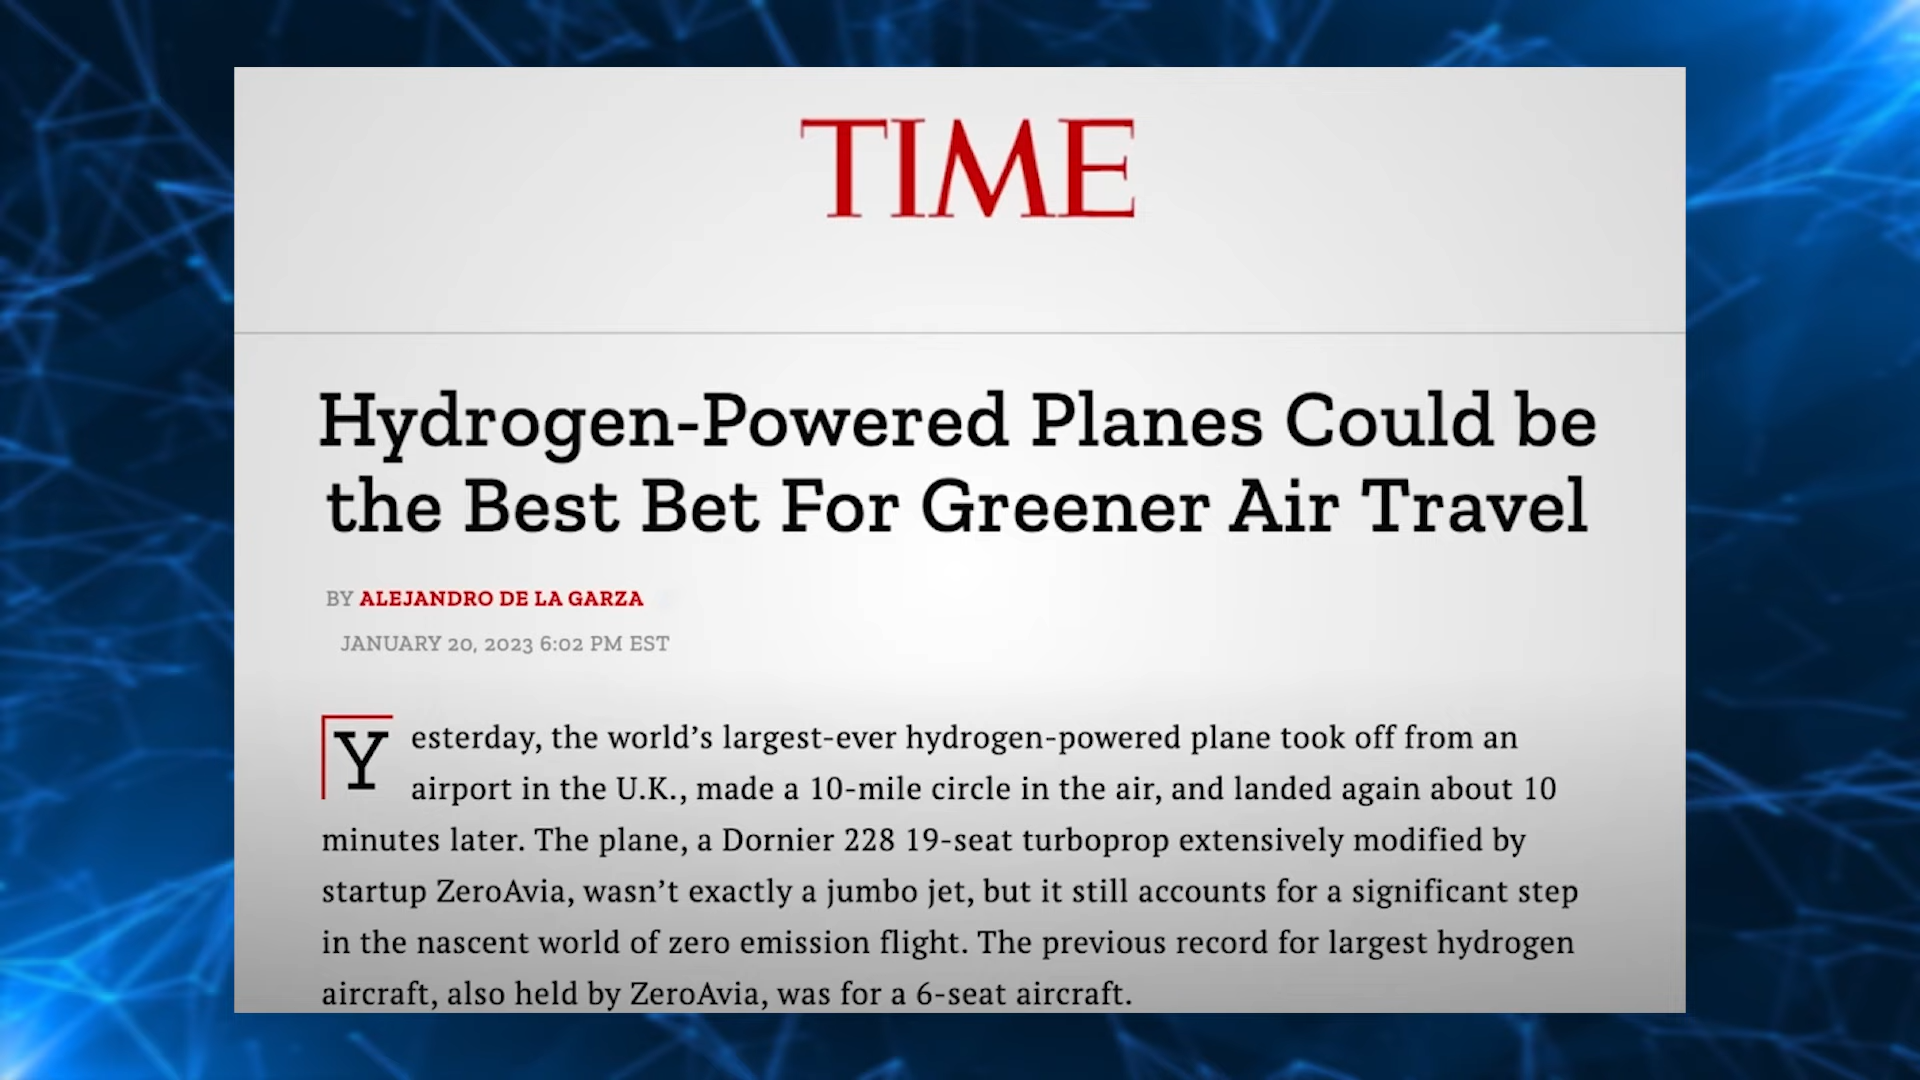 TIME
Hydrogen-Powered Planes Could be
the Best Bet For Greener Air Travel
BY ALEJANDRO DE LA GARZA
JANUARY 20, 2023 6:02 PM EST
Yesterday, the world’s largest-ever hydrogen-powered plane took off from an
airport in the U.K., made a 10-mile circle in the air, and landed again about 10
minutes later. The plane, a Dornier 228 19-seat turboprop extensively modified by
startup ZeroAvia, wasn’t exactly a jumbo jet, but it still accounts for a significant step
in the nascent world of zero emission flight. The previous record for largest hydrogen
aircraft, also held by ZeroAvia, was for a 6-seat aircraft.